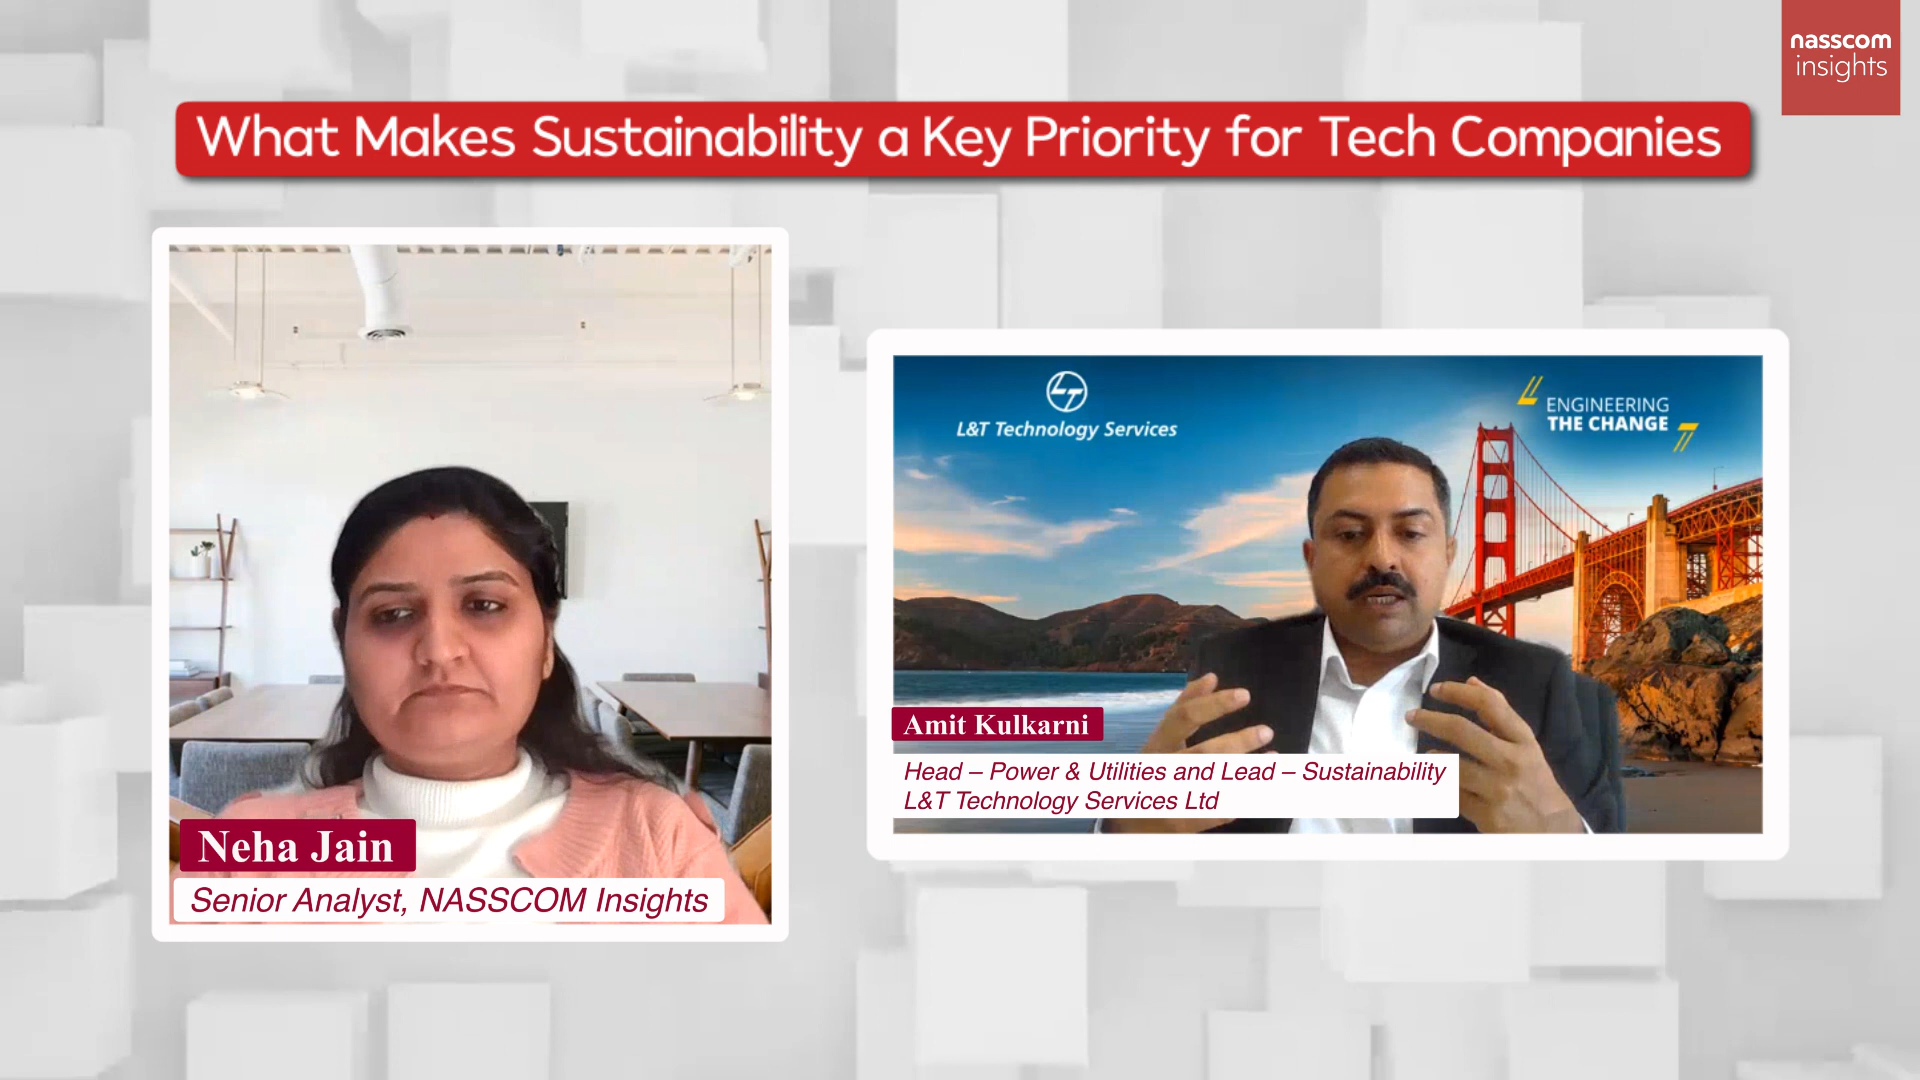 nasscom
insights
What Makes Sustainability a Key Priority for Tech Companies
L&T Technology Services
ENGINEERING
THE CHANGE
Amit Kulkarni
Head – Power & Utilities and Lead – Sustainability
L&T Technology Services Ltd
Neha Jain
Senior Analyst, NASSCOM Insights